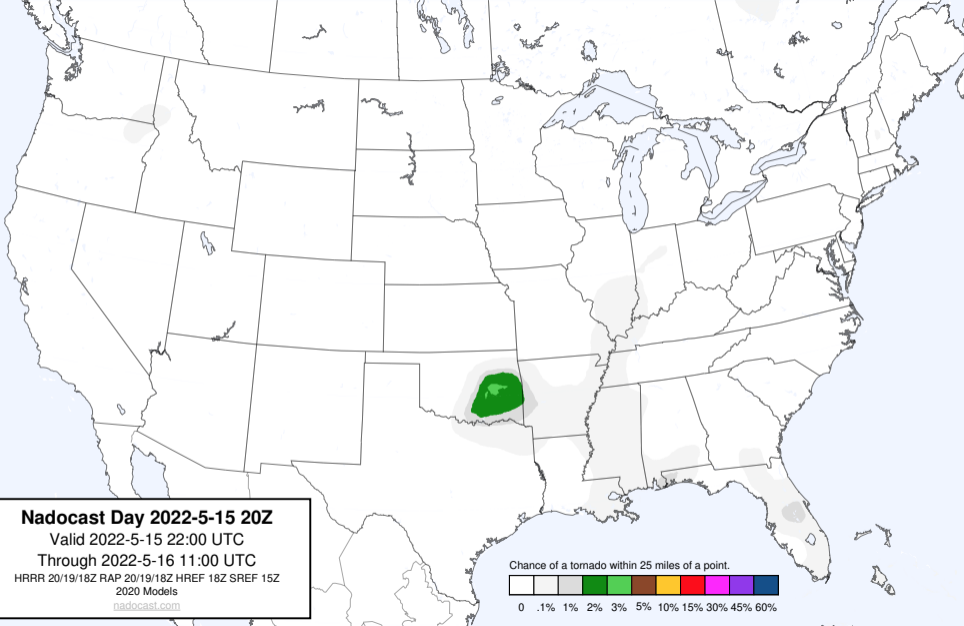 Nadocast Day 2022-5-15 20Z
Valid 2022-5-15 22:00 UTC
Through 2022-5-16 11:00 UTC
HRRR 20/19/18Z RAP 20/19/18Z HREF 18Z SREF 15Z
2020 Models
nadocast.com
Chance of a tornado within 25 miles of a point.
0 .1% 1% 2% 3% 5% 10% 15% 30% 45% 60%